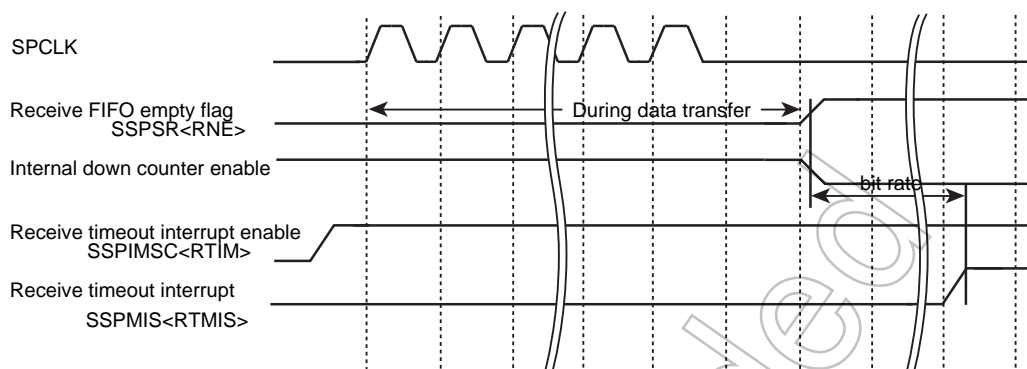 SPCLK
Receive FIFO empty flag
SSPSR<RNE>
During data transfer
Internal down counter enable
bit rate
Receive timeout interrupt enable
SSPIMSC<RTIM>
Receive timeout interrupt
SSPMIS<RTMIS>